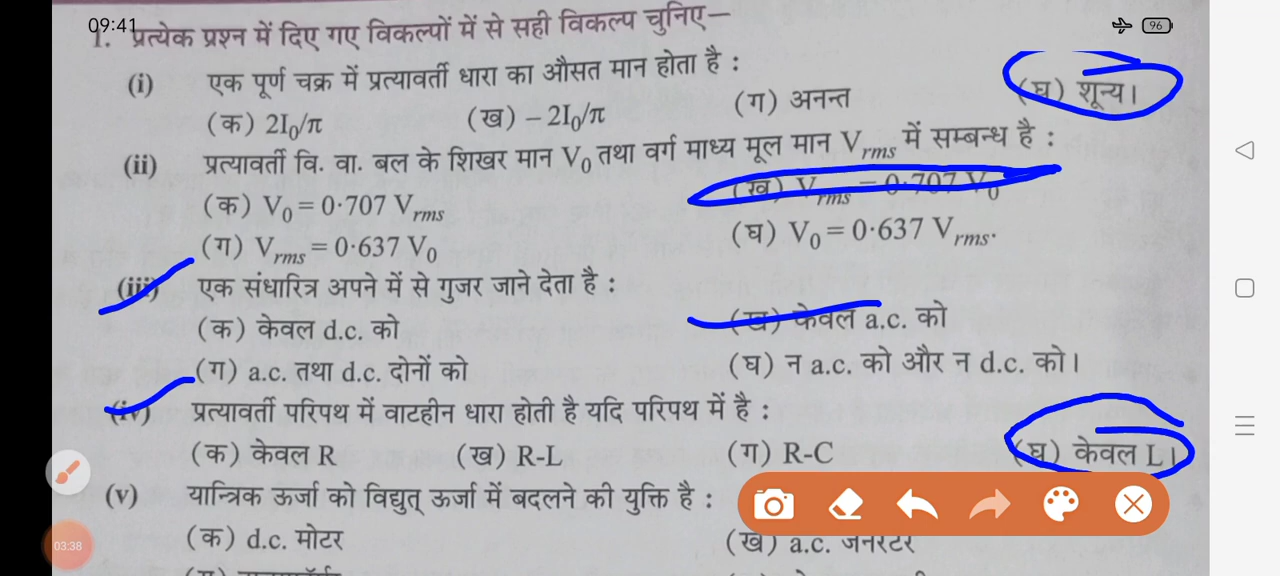 09:41
96
1. प्रत्येक प्रश्न में दिए गए विकल्पों में से सही विकल्प चुनिए—
(i) एक पूर्ण चक्र में प्रत्यावर्ती धारा का औसत मान होता है :
(क) 2I₀/π (ख) – 2I₀/π (ग) अनन्त (घ) शून्य।
(ii) प्रत्यावर्ती वि. वा. बल के शिखर मान V₀ तथा वर्ग माध्य मूल मान Vrms में सम्बन्ध है :
(क) V₀ = 0·707 Vrms (ख) Vrms = 0·707 V₀
(ग) Vrms = 0·637 V₀ (घ) V₀ = 0·637 Vrms.
(iii) एक संधारित्र अपने में से गुजर जाने देता है :
(क) केवल d.c. को (ख) केवल a.c. को
(ग) a.c. तथा d.c. दोनों को (घ) न a.c. को और न d.c. को।
(iv) प्रत्यावर्ती परिपथ में वाटहीन धारा होती है यदि परिपथ में है :
(क) केवल R (ख) R-L (ग) R-C (घ) केवल L।
(v) यान्त्रिक ऊर्जा को विद्युत् ऊर्जा में बदलने की युक्ति है :
(क) d.c. मोटर (ख) a.c. जनरेटर
03:38